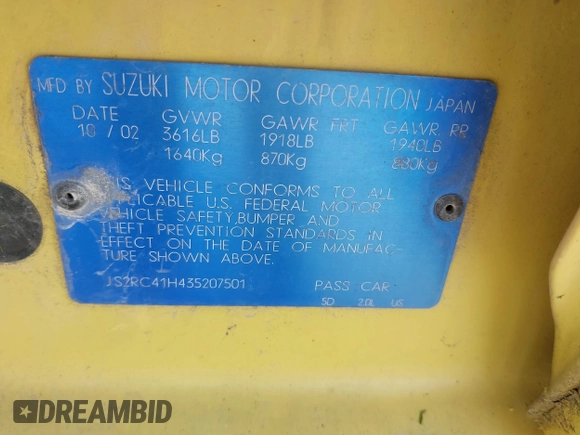 MFD BY SUZUKI MOTOR CORPORATION JAPAN
DATE GVWR GAWR FRT GAWR RR
10 / 02 3616LB 1918LB 1940LB
1640Kg 870Kg 880Kg
THIS VEHICLE CONFORMS TO ALL
APPLICABLE U.S. FEDERAL MOTOR
VEHICLE SAFETY,BUMPER AND
THEFT PREVENTION STANDARDS IN
EFFECT ON THE DATE OF MANUFAC-
TURE SHOWN ABOVE.
JS2RC41H435207501 PASS CAR
5D 2.0L US
DREAMBID